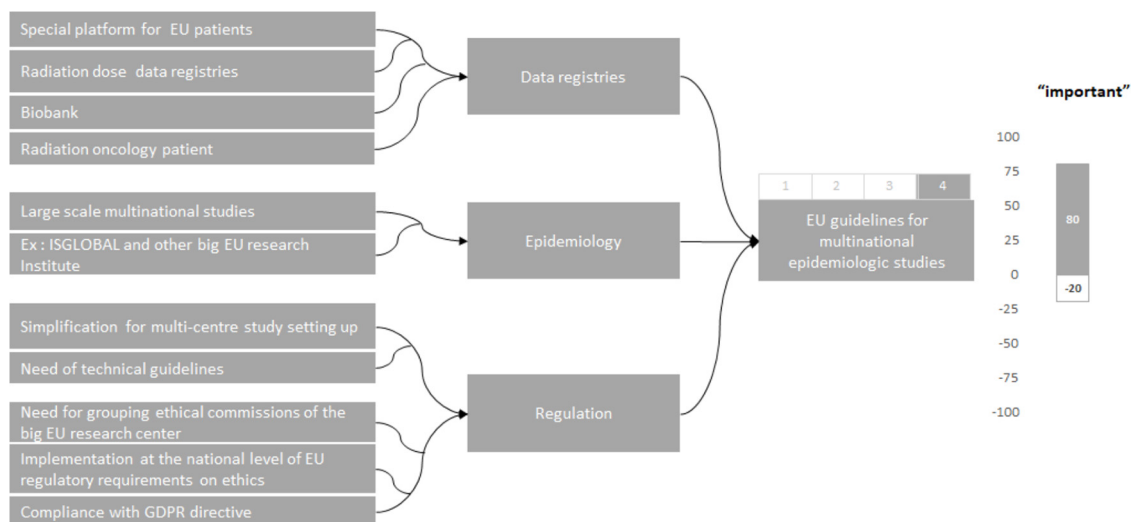 Special platform for EU patients
Radiation dose data registries
Biobank
Radiation oncology patient
Data registries
Large scale multinational studies
Ex : ISGLOBAL and other big EU research
Institute
Epidemiology
Simplification for multi-centre study setting up
Need of technical guidelines
Need for grouping ethical commissions of the
big EU research center
Implementation at the national level of EU
regulatory requirements on ethics
Compliance with GDPR directive
Regulation
1 2 3 4
EU guidelines for
multinational
epidemiologic studies
“important”
100
75
50
25
0
-25
-50
-75
-100
80
-20